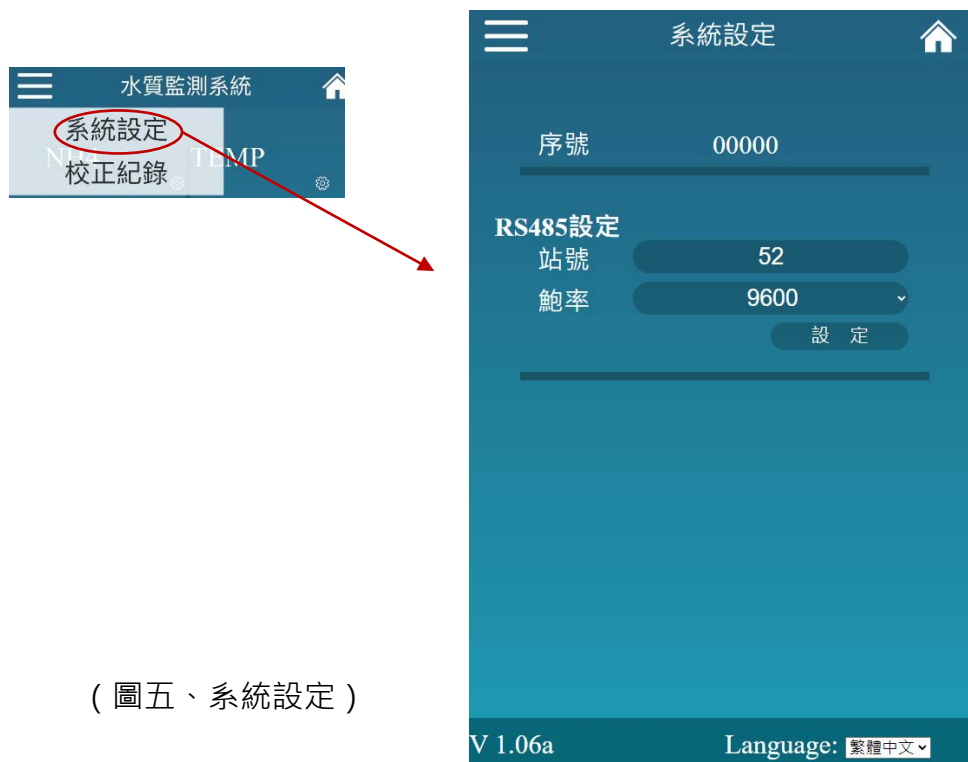 水質監測系統
系統設定
校正紀錄
NH4 TEMP
(圖五、系統設定)
系統設定
序號 00000
RS485設定
站號 52
鮑率 9600
設 定
V 1.06a Language: 繁體中文